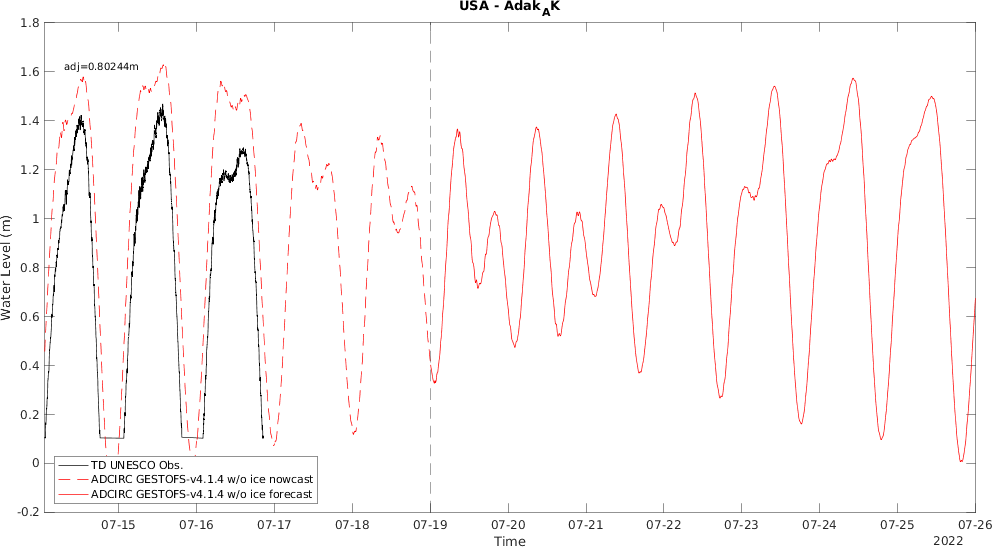 USA - Adak_AK
1.8
1.6
1.4
1.2
1
0.8
0.6
0.4
0.2
0
-0.2
Water Level (m)
adj=0.80244m
TD UNESCO Obs.
ADCIRC GESTOFS-v4.1.4 w/o ice nowcast
ADCIRC GESTOFS-v4.1.4 w/o ice forecast
07-15 07-16 07-17 07-18 07-19 07-20 07-21 07-22 07-23 07-24 07-25 07-26
Time
2022